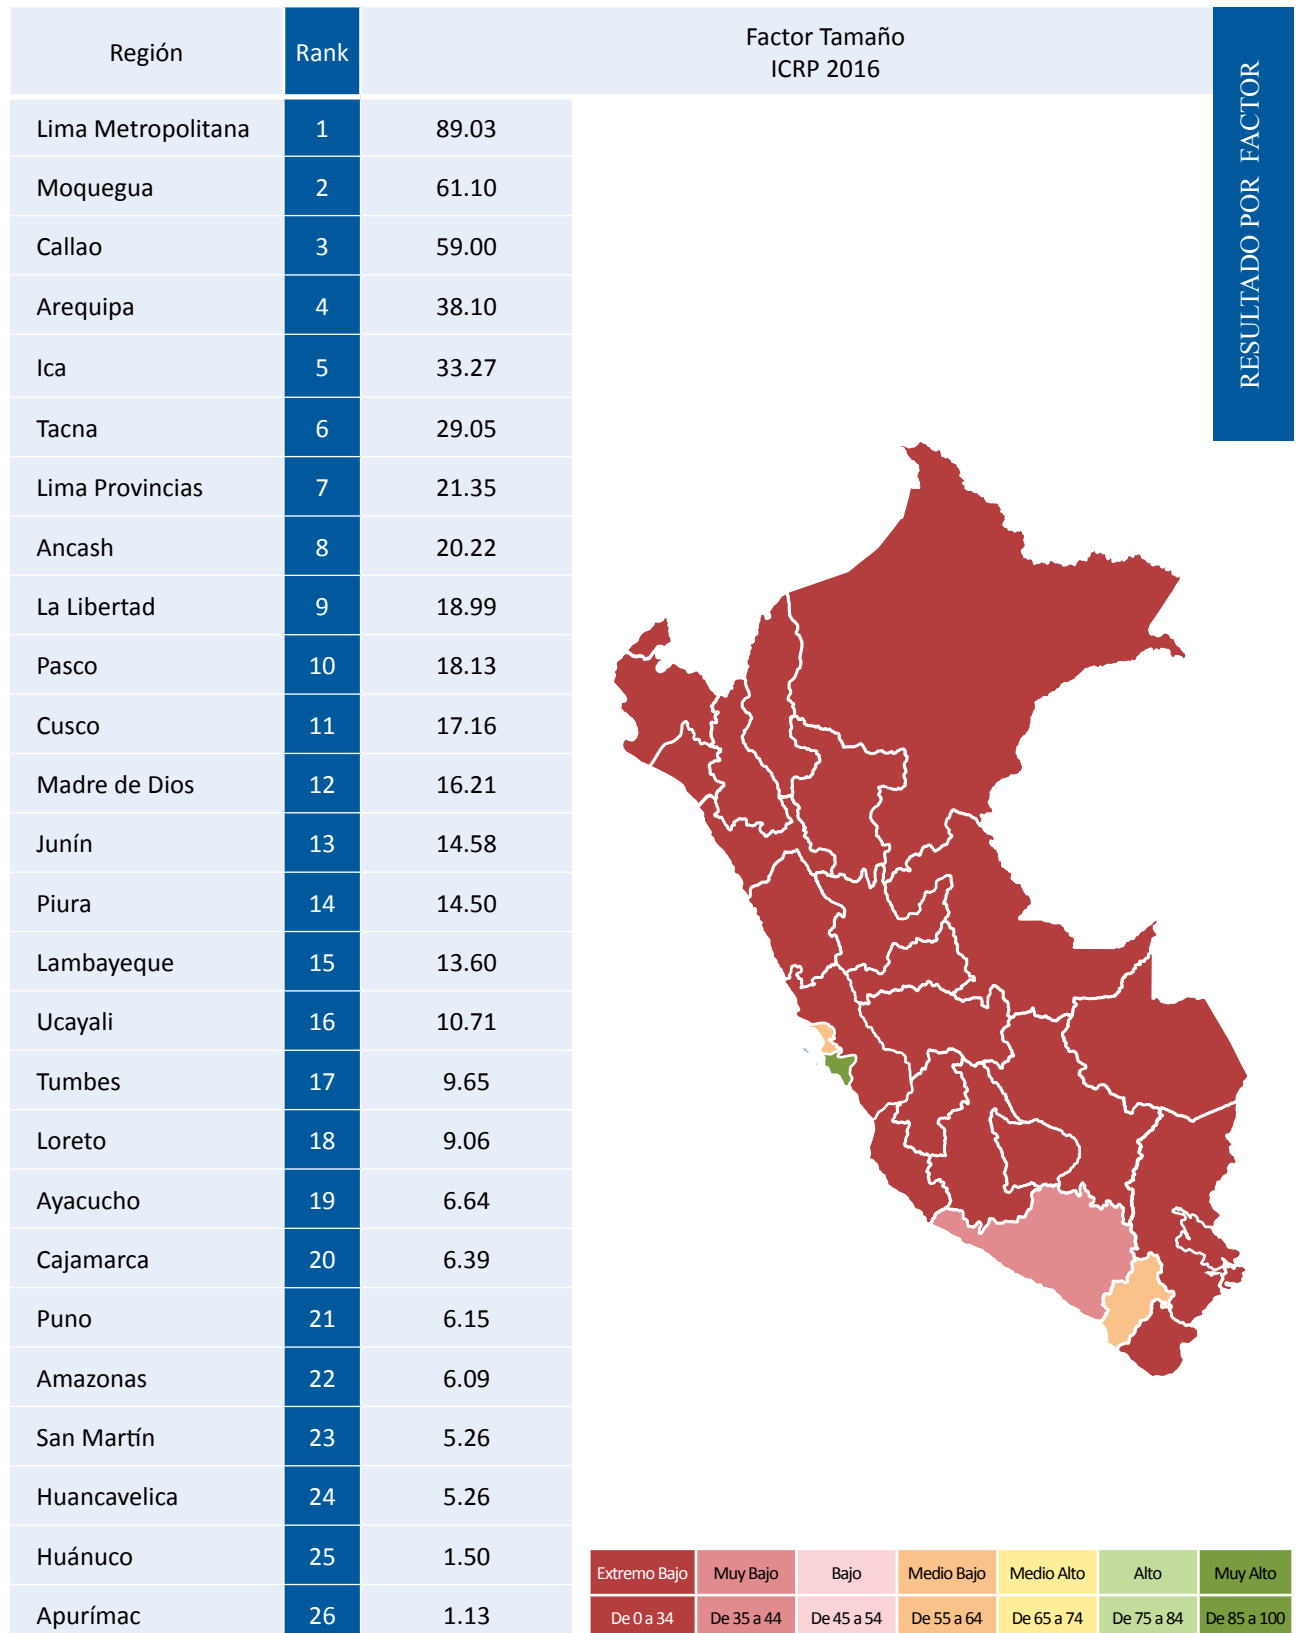 Región Rank Factor Tamaño
ICRP 2016
RESULTADO POR FACTOR
Lima Metropolitana 1 89.03
Moquegua 2 61.10
Callao 3 59.00
Arequipa 4 38.10
Ica 5 33.27
Tacna 6 29.05
Lima Provincias 7 21.35
Ancash 8 20.22
La Libertad 9 18.99
Pasco 10 18.13
Cusco 11 17.16
Madre de Dios 12 16.21
Junín 13 14.58
Piura 14 14.50
Lambayeque 15 13.60
Ucayali 16 10.71
Tumbes 17 9.65
Loreto 18 9.06
Ayacucho 19 6.64
Cajamarca 20 6.39
Puno 21 6.15
Amazonas 22 6.09
San Martín 23 5.26
Huancavelica 24 5.26
Huánuco 25 1.50
Apurímac 26 1.13
Extremo Bajo Muy Bajo Bajo Medio Bajo Medio Alto Alto Muy Alto
De 0 a 34 De 35 a 44 De 45 a 54 De 55 a 64 De 65 a 74 De 75 a 84 De 85 a 100